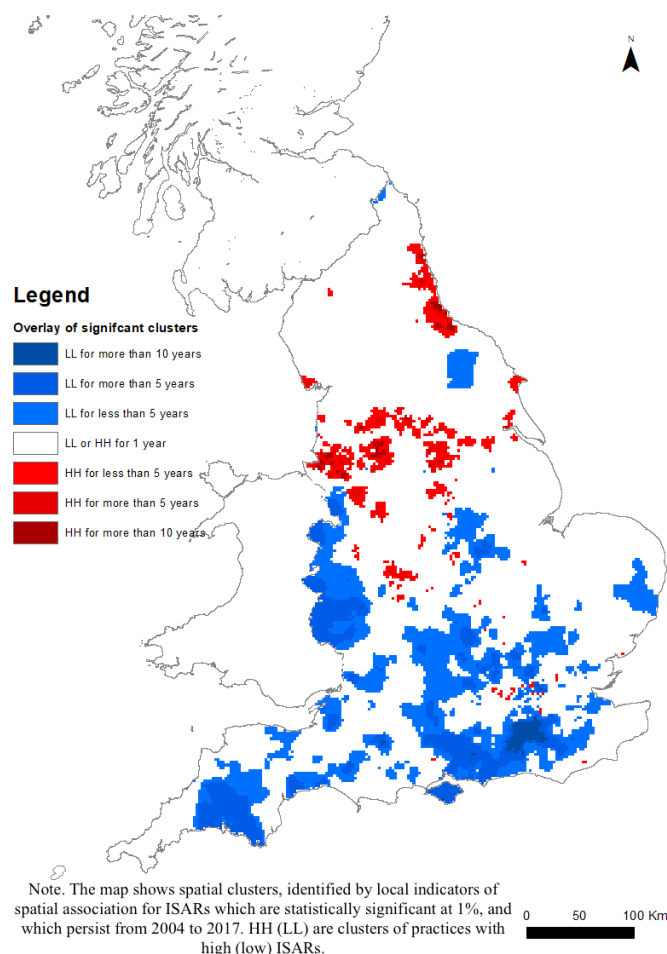 N
Legend
Overlay of signifcant clusters
LL for more than 10 years
LL for more than 5 years
LL for less than 5 years
LL or HH for 1 year
HH for less than 5 years
HH for more than 5 years
HH for more than 10 years
Note. The map shows spatial clusters, identified by local indicators of
spatial association for ISARs which are statistically significant at 1%, and
which persist from 2004 to 2017. HH (LL) are clusters of practices with
high (low) ISARs.
0 50 100 Km